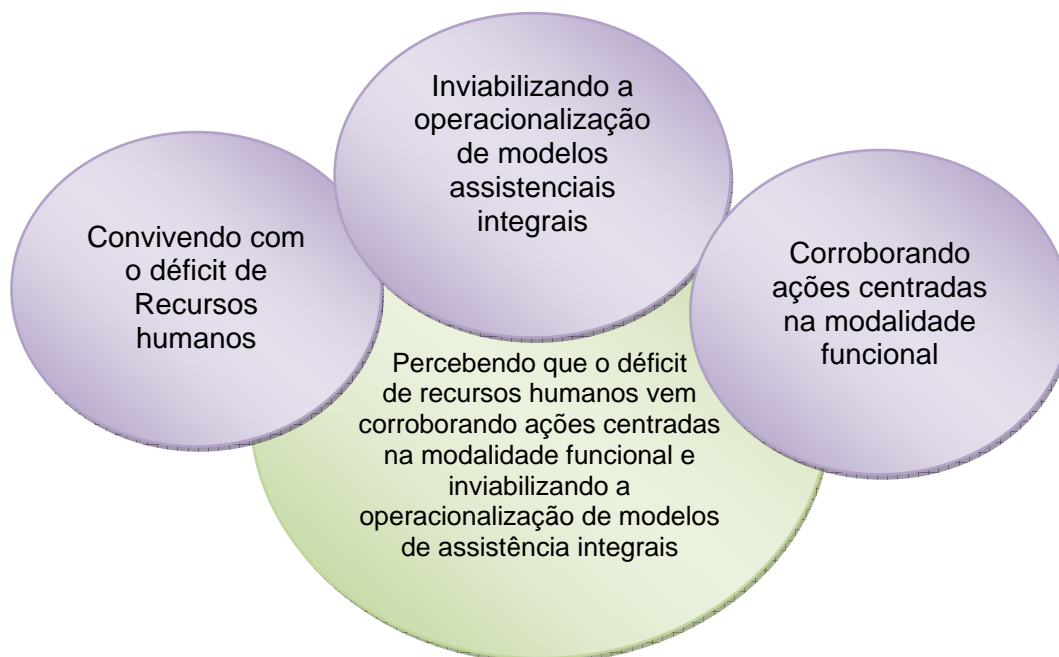 Convivendo com
o déficit de
Recursos
humanos
Inviabilizando a
operacionalização
de modelos
assistenciais
integrais
Corroborando
ações centradas
na modalidade
funcional
Percebendo que o déficit
de recursos humanos vem
corroborando ações centradas
na modalidade funcional e
inviabilizando a
operacionalização de modelos
de assistência integrais